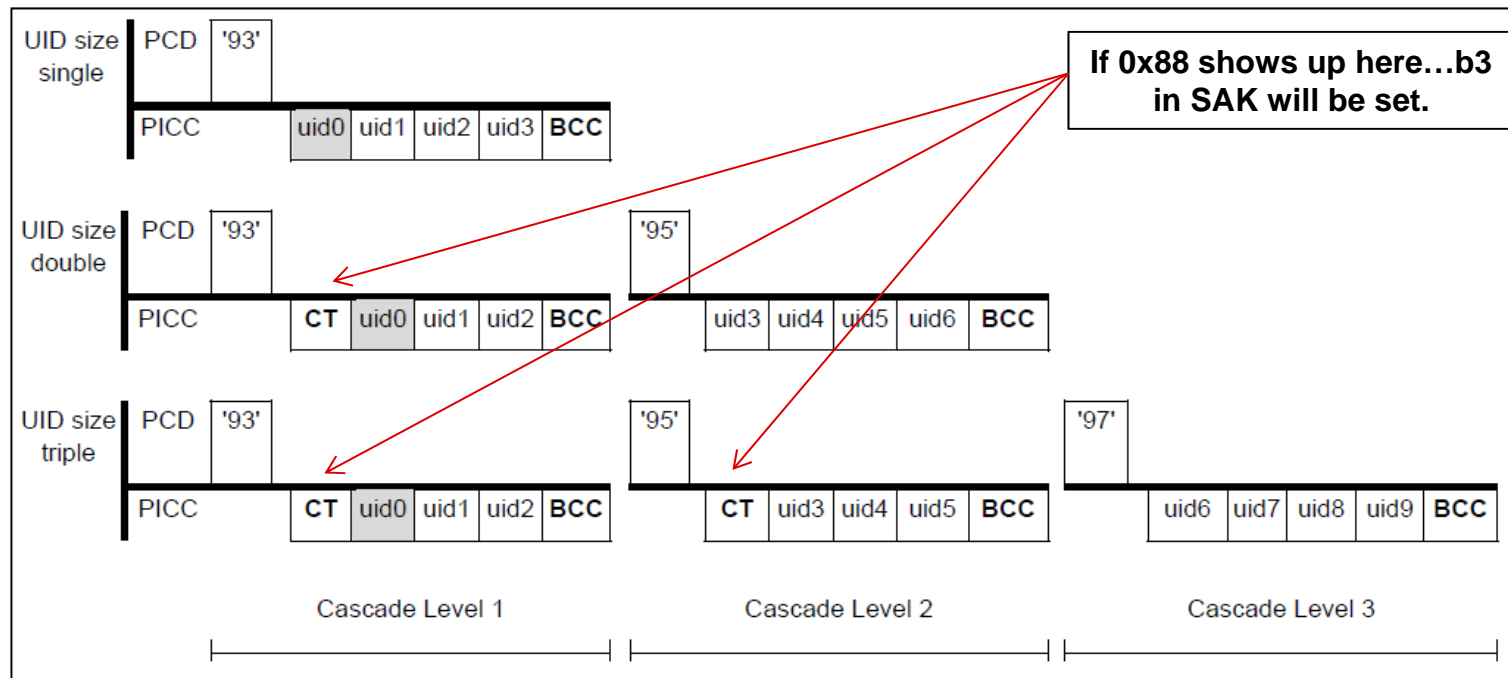 UID size single
PCD '93'
PICC uid0 uid1 uid2 uid3 BCC
If 0x88 shows up here…b3
in SAK will be set.
UID size double
PCD '93' '95'
PICC CT uid0 uid1 uid2 BCC uid3 uid4 uid5 uid6 BCC
UID size triple
PCD '93' '95' '97'
PICC CT uid0 uid1 uid2 BCC CT uid3 uid4 uid5 BCC uid6 uid7 uid8 uid9 BCC
Cascade Level 1 Cascade Level 2 Cascade Level 3